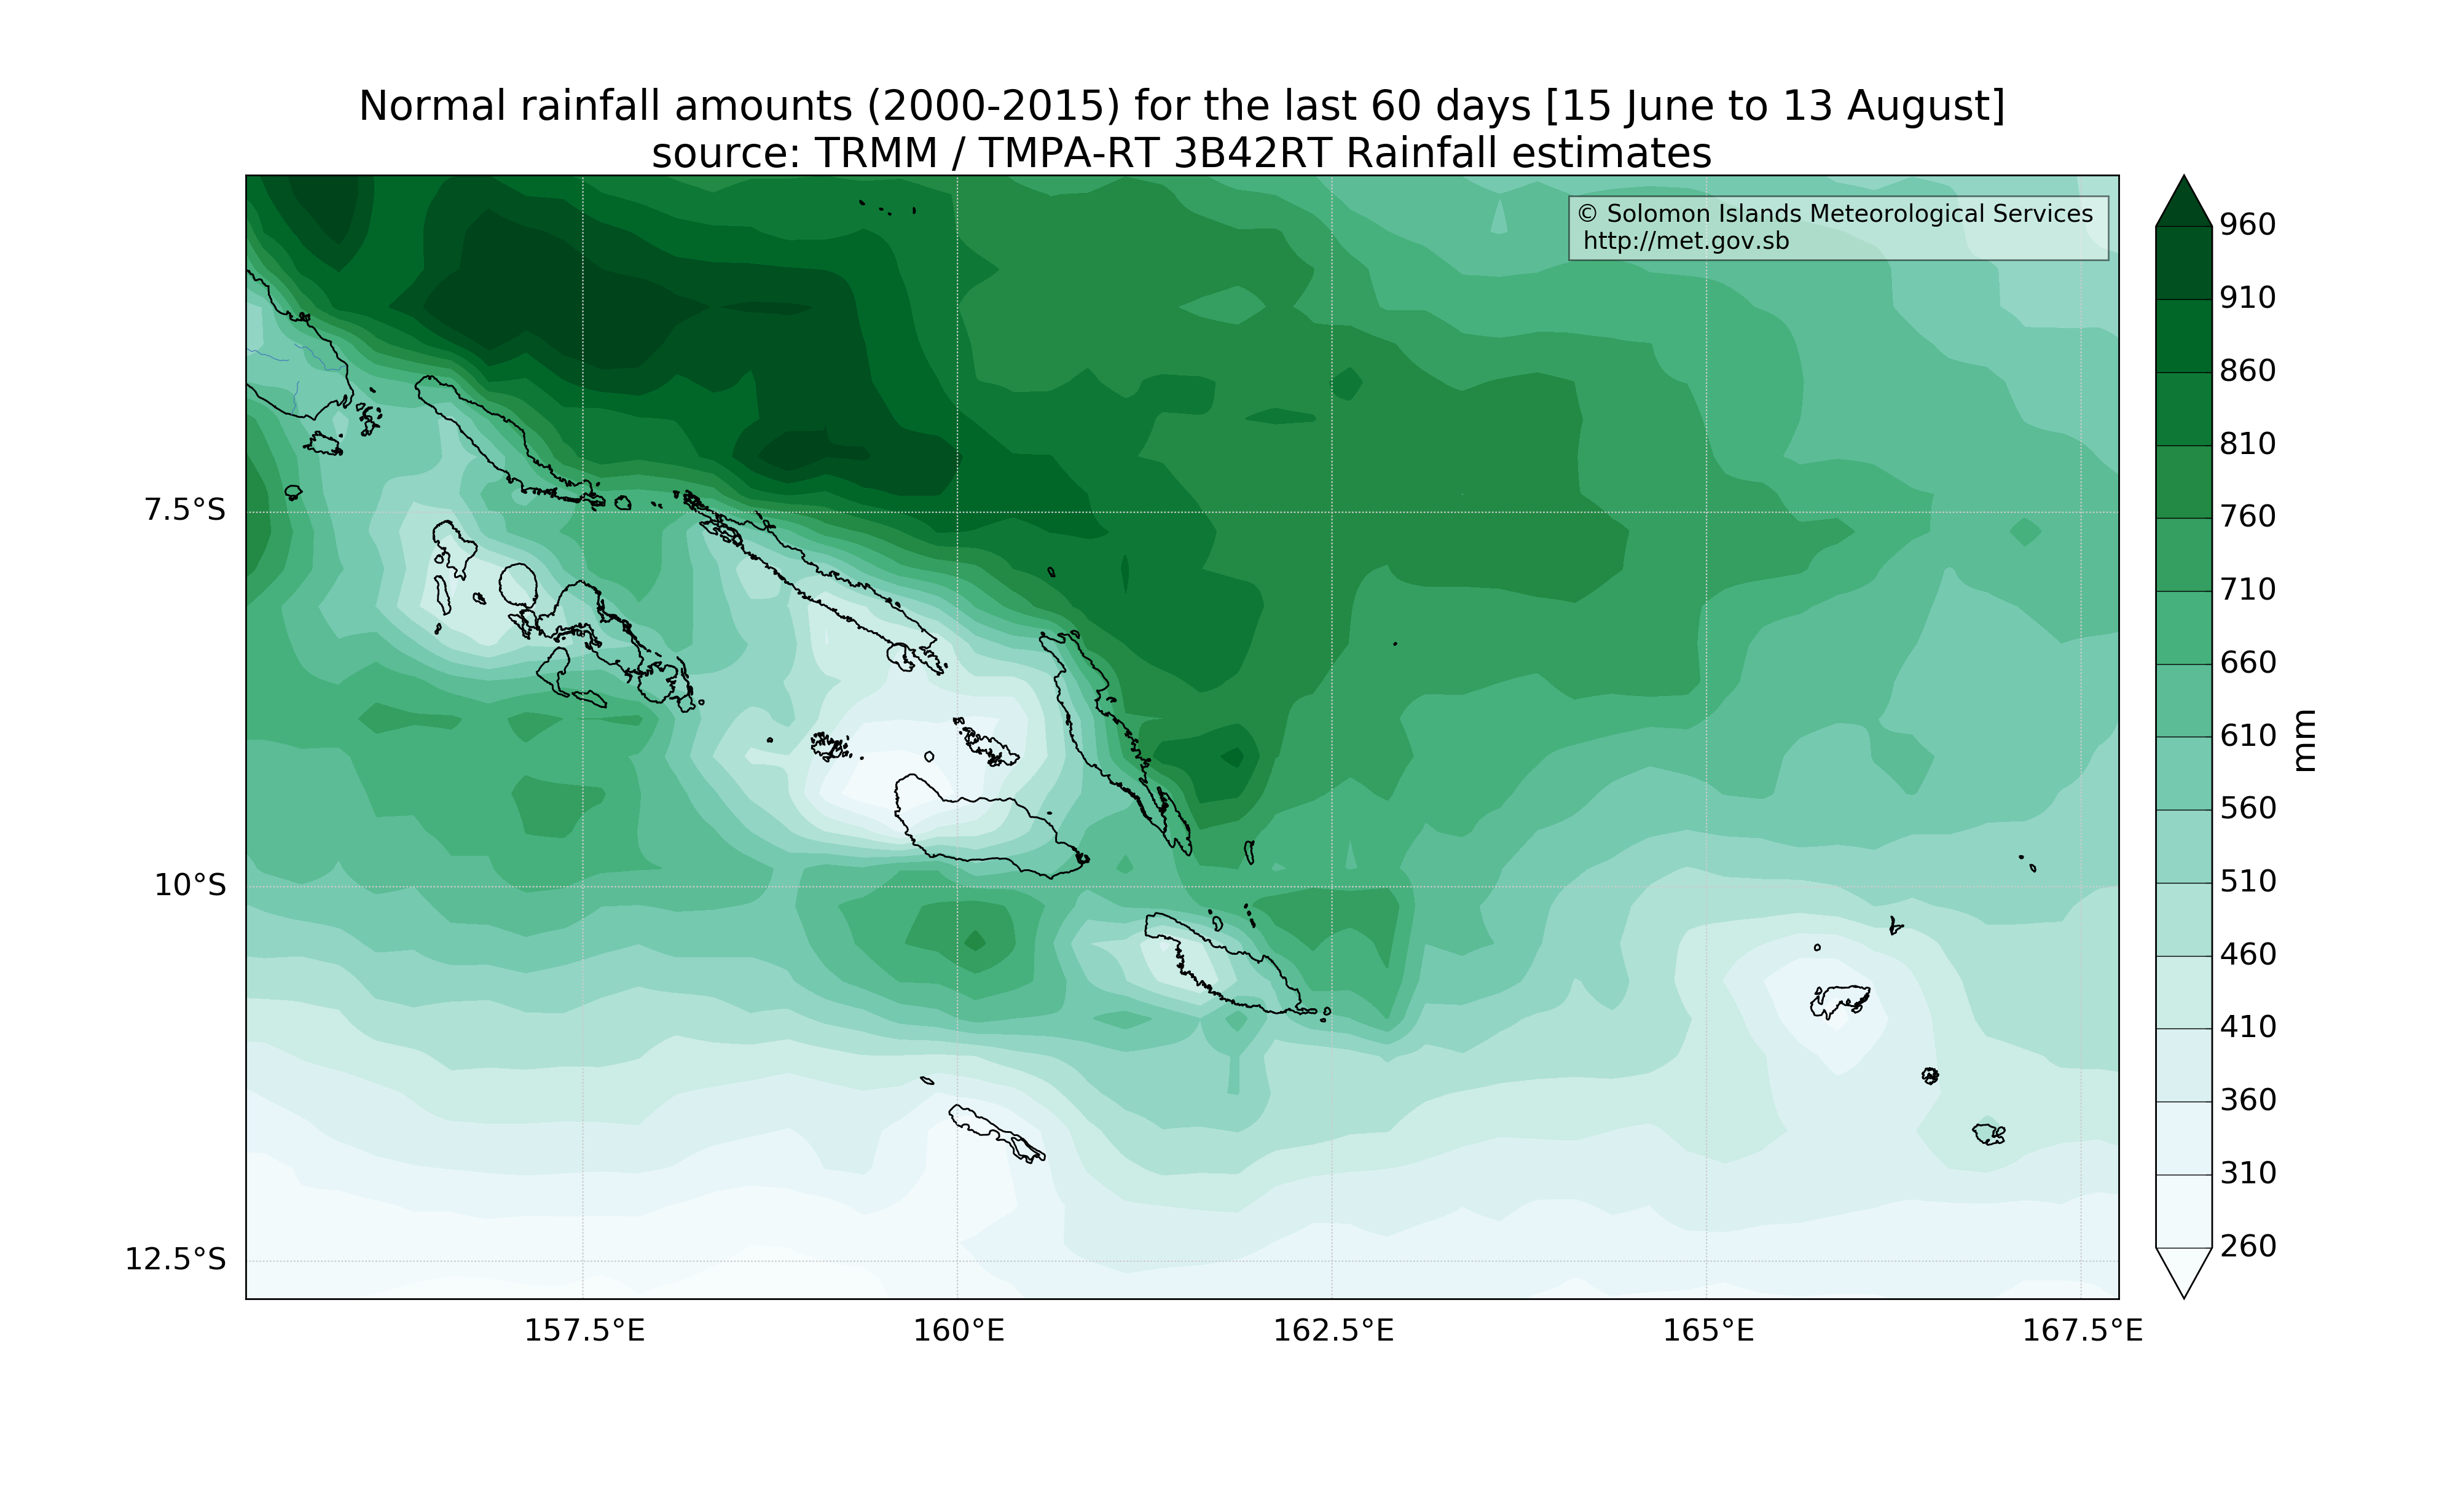 Normal rainfall amounts (2000-2015) for the last 60 days [15 June to 13 August]
source: TRMM / TMPA-RT 3B42RT Rainfall estimates
© Solomon Islands Meteorological Services
http://met.gov.sb
7.5°S
10°S
12.5°S
157.5°E
160°E
162.5°E
165°E
167.5°E
960
910
860
810
760
710
660
610
560
510
460
410
360
310
260
mm